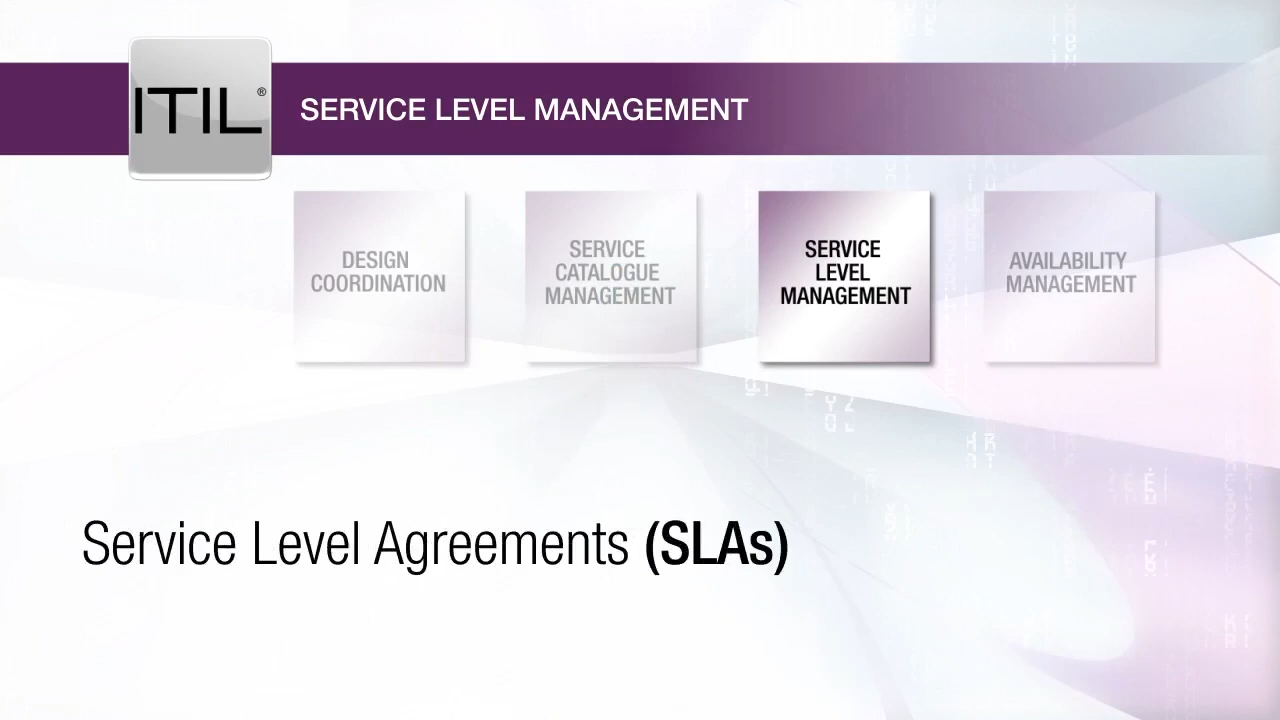 ITIL®
SERVICE LEVEL MANAGEMENT
DESIGN
COORDINATION
SERVICE
CATALOGUE
MANAGEMENT
SERVICE
LEVEL
MANAGEMENT
AVAILABILITY
MANAGEMENT
Service Level Agreements (SLAs)